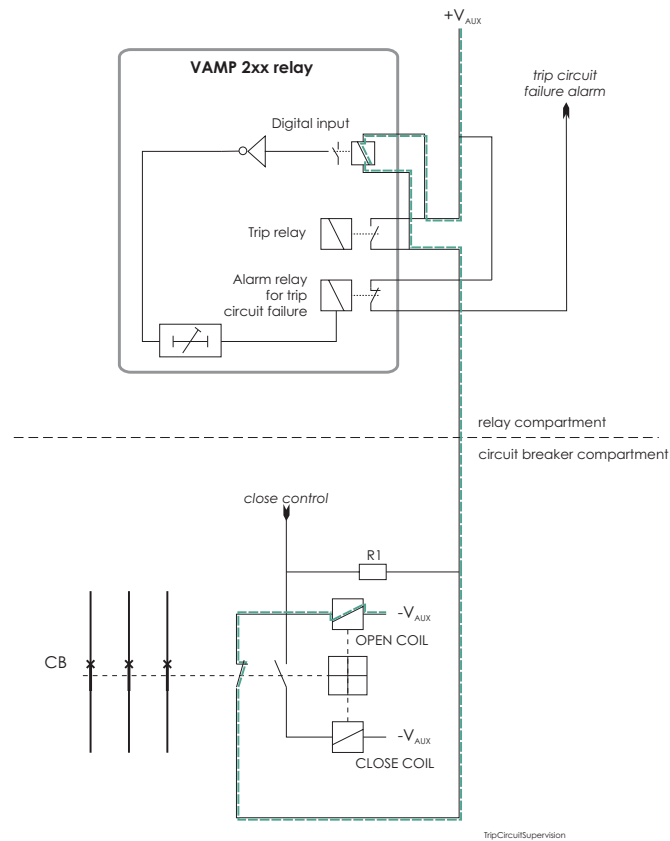 +VAUX
VAMP 2xx relay
trip circuit
failure alarm
Digital input
Trip relay
Alarm relay
for trip
circuit failure
relay compartment
circuit breaker compartment
close control
R1
-VAUX
OPEN COIL
CB
-VAUX
CLOSE COIL
TripCircuitSupervision